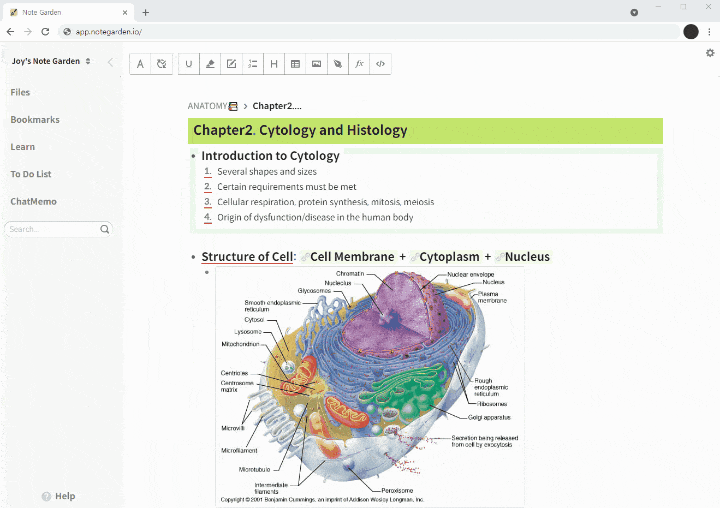 Note Garden
app.notegarden.io/
Joy's Note Garden
Files
Bookmarks
Learn
To Do List
ChatMemo
Search...
Help
A
U
H
fx
</>
ANATOMY > Chapter2....
Chapter2. Cytology and Histology
• Introduction to Cytology
1. Several shapes and sizes
2. Certain requirements must be met
3. Cellular respiration, protein synthesis, mitosis, meiosis
4. Origin of dysfunction/disease in the human body
• Structure of Cell: Cell Membrane + Cytoplasm + Nucleus
Chromatin
Nucleolus
Glycosomes
Smooth endoplasmic
reticulum
Cytosol
Lysosome
Mitochondrion
Centrioles
Centrosome
matrix
Microvilli
Microfilament
Microtubule
Intermediate
filaments
Nuclear envelope
Nucleus
Plasma
membrane
Rough
endoplasmic
reticulum
Ribosomes
Golgi apparatus
Secretion being released
from cell by exocytosis
Peroxisome
Copyright © 2001 Benjamin Cummings, an imprint of Addison Wesley Longman, Inc.